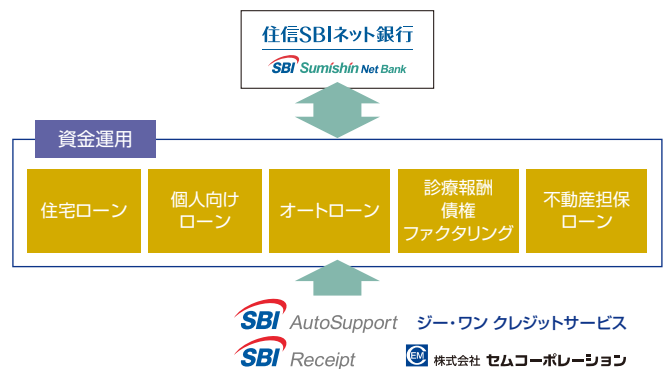 住信SBIネット銀行
SBI Sumishin Net Bank
資金運用
住宅ローン
個人向け
ローン
オートローン
診療報酬
債権
ファクタリング
不動産担保
ローン
SBI AutoSupport ジー・ワン クレジットサービス
SBI Receipt CEM 株式会社 セムコーポレーション